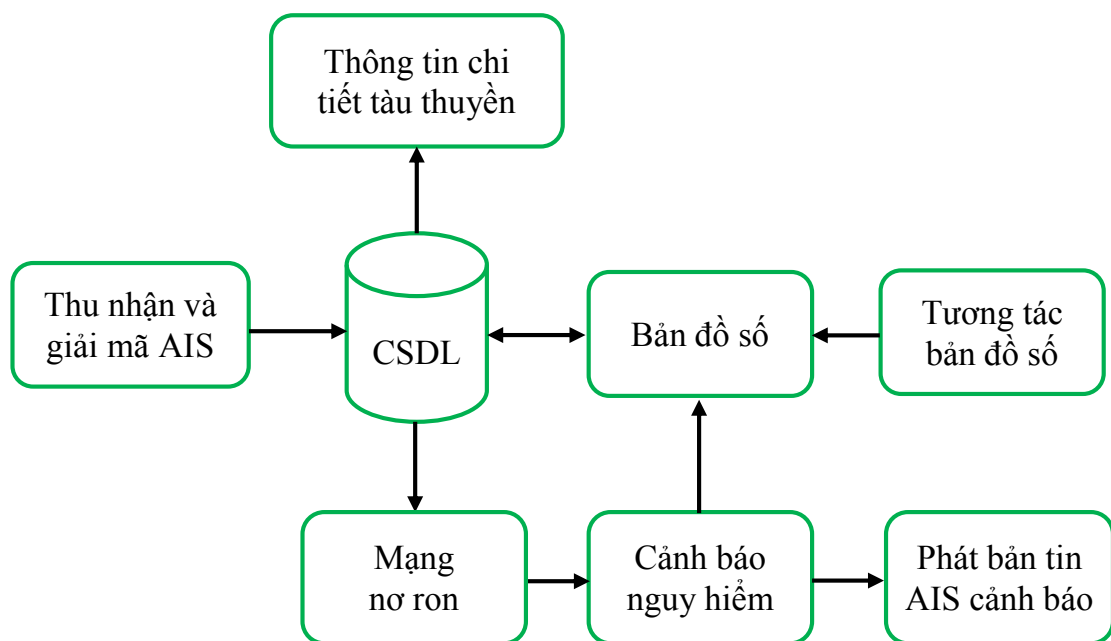 Thông tin chi
tiết tàu thuyền
Thu nhận và
giải mã AIS
CSDL
Bản đồ số
Tương tác
bản đồ số
Mạng
nơ ron
Cảnh báo
nguy hiểm
Phát bản tin
AIS cảnh báo